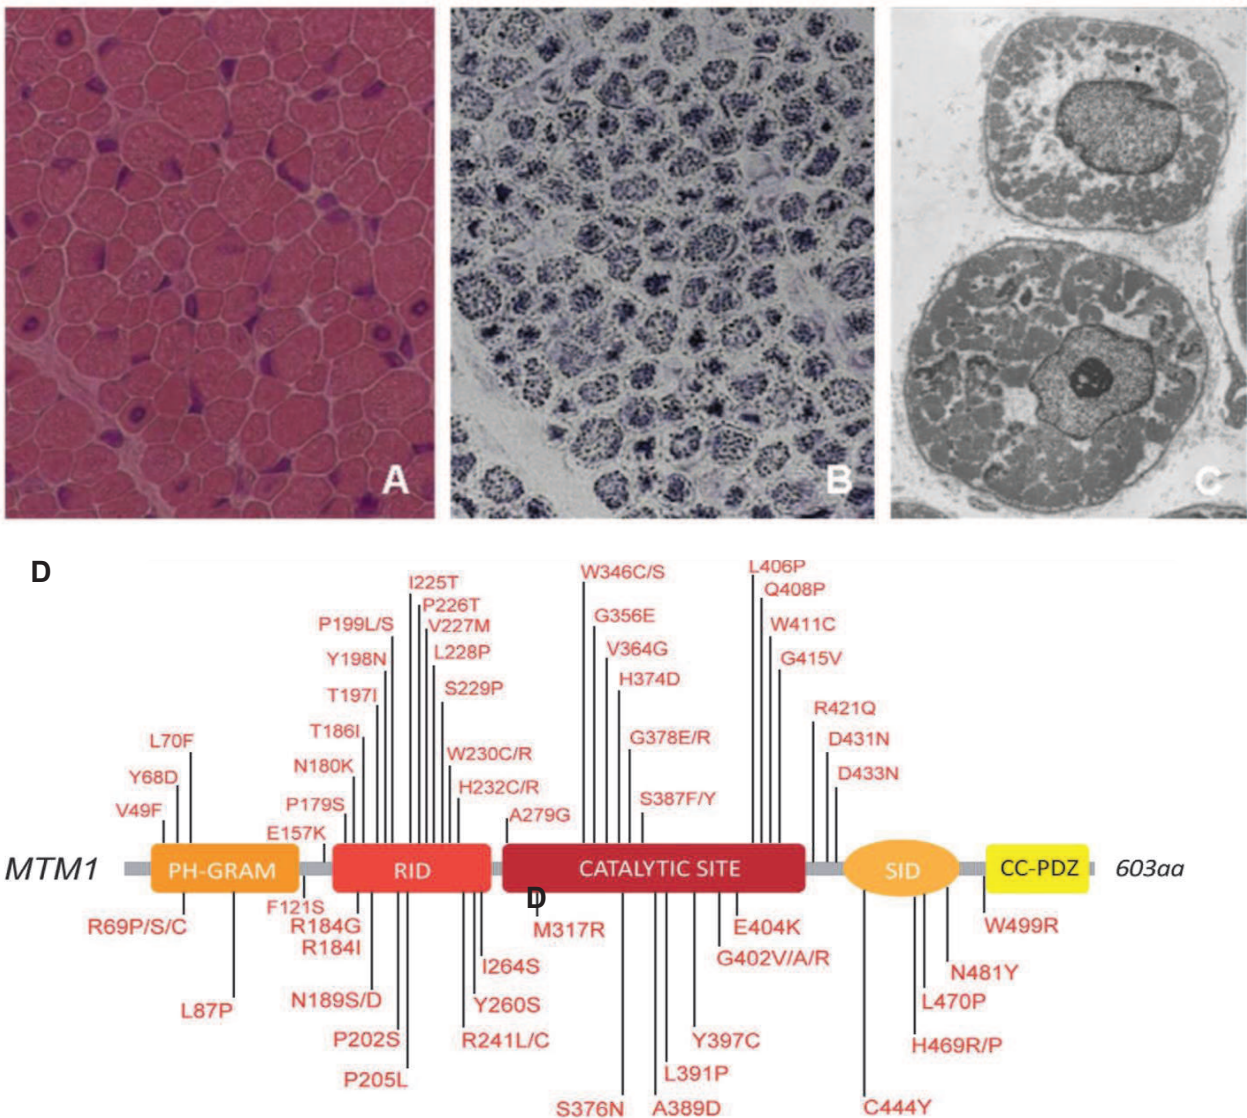 A
B
C
D
I225T
P226T
V227M
L228P
S229P
W230C/R
H232C/R
P199L/S
Y198N
T197I
T186I
N180K
P179S
E157K
L70F
Y68D
V49F
A279G
W346C/S
G356E
V364G
H374D
G378E/R
S387F/Y
L406P
Q408P
W411C
G415V
R421Q
D431N
D433N
MTM1
PH-GRAM
RID
CATALYTIC SITE
SID
CC-PDZ
603aa
D
R69P/S/C
L87P
F121S
R184G
R184I
N189S/D
P202S
P205L
I264S
Y260S
R241L/C
M317R
S376N
A389D
L391P
Y397C
G402V/A/R
E404K
C444Y
H469R/P
L470P
N481Y
W499R